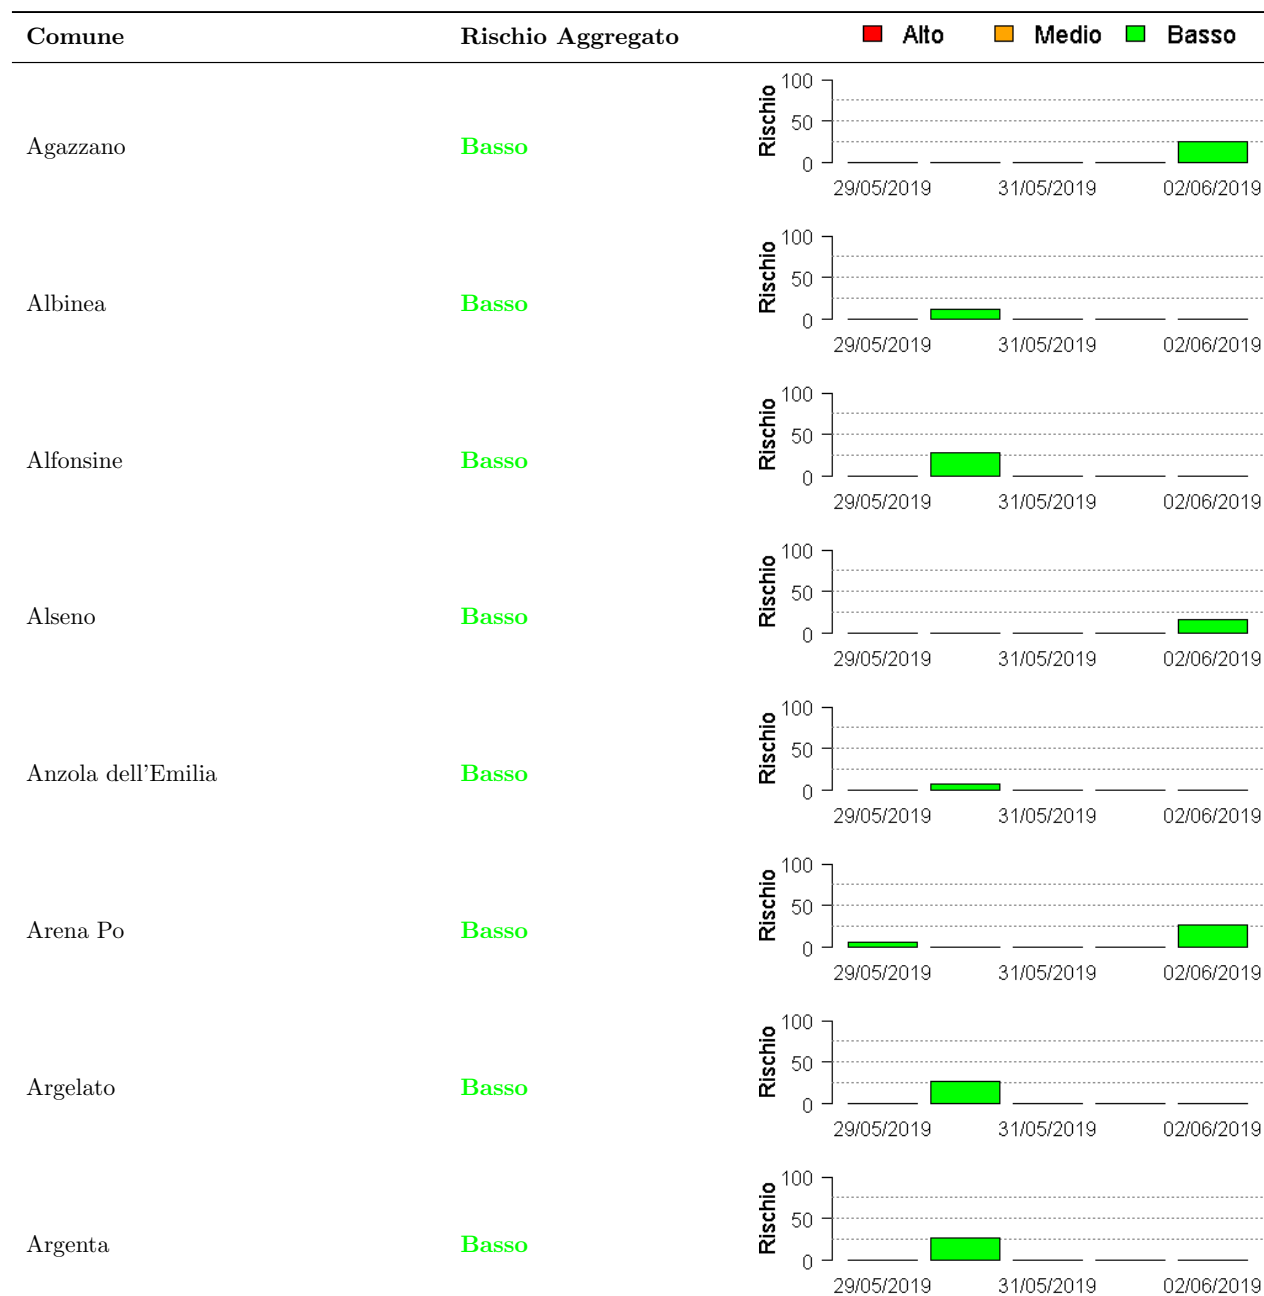 Comune Rischio Aggregato Alto Medio Basso
100
50
0
Rischio
Agazzano Basso
29/05/2019 31/05/2019 02/06/2019
100
50
0
Rischio
Albinea Basso
29/05/2019 31/05/2019 02/06/2019
100
50
0
Rischio
Alfonsine Basso
29/05/2019 31/05/2019 02/06/2019
100
50
0
Rischio
Alseno Basso
29/05/2019 31/05/2019 02/06/2019
100
50
0
Rischio
Anzola dell'Emilia Basso
29/05/2019 31/05/2019 02/06/2019
100
50
0
Rischio
Arena Po Basso
29/05/2019 31/05/2019 02/06/2019
100
50
0
Rischio
Argelato Basso
29/05/2019 31/05/2019 02/06/2019
100
50
0
Rischio
Argenta Basso
29/05/2019 31/05/2019 02/06/2019